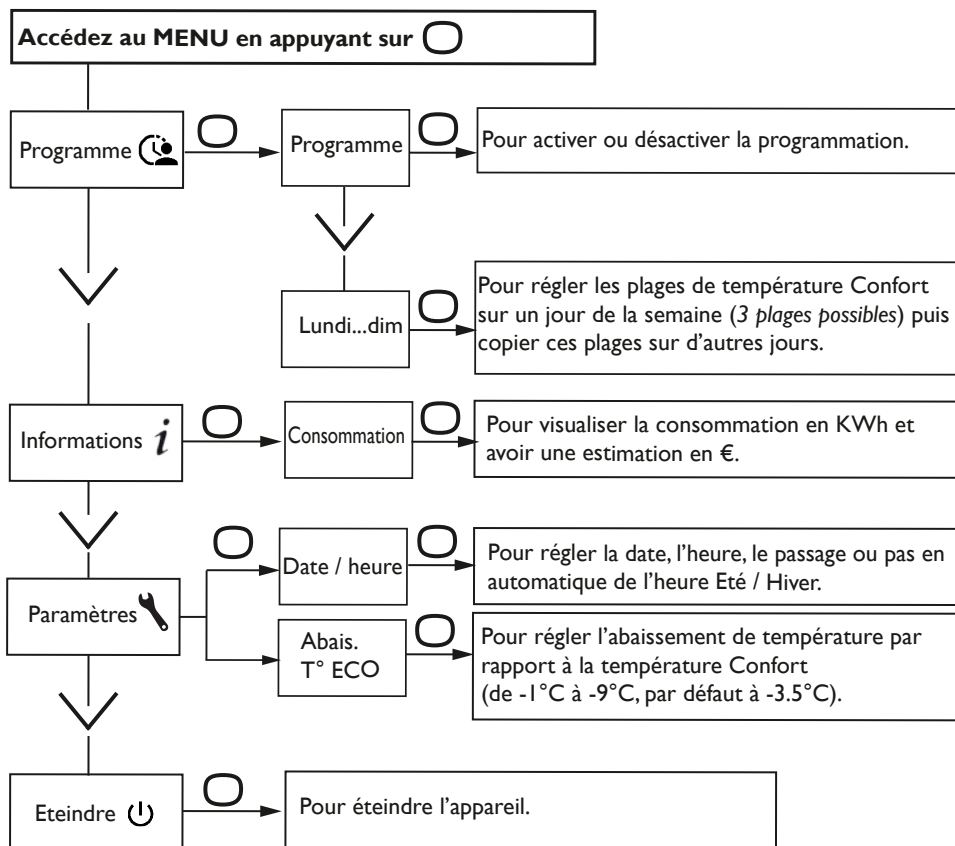 Accédez au MENU en appuyant sur
Programme
Programme
Pour activer ou désactiver la programmation.
Lundi...dim
Pour régler les plages de température Confort
sur un jour de la semaine (3 plages possibles) puis
copier ces plages sur d'autres jours.
Informations i
Consommation
Pour visualiser la consommation en KWh et
avoir une estimation en €.
Paramètres
Date / heure
Pour régler la date, l'heure, le passage ou pas en
automatique de l'heure Eté / Hiver.
Abais.
T° ECO
Pour régler l'abaissement de température par
rapport à la température Confort
(de -1°C à -9°C, par défaut à -3.5°C).
Eteindre
Pour éteindre l'appareil.